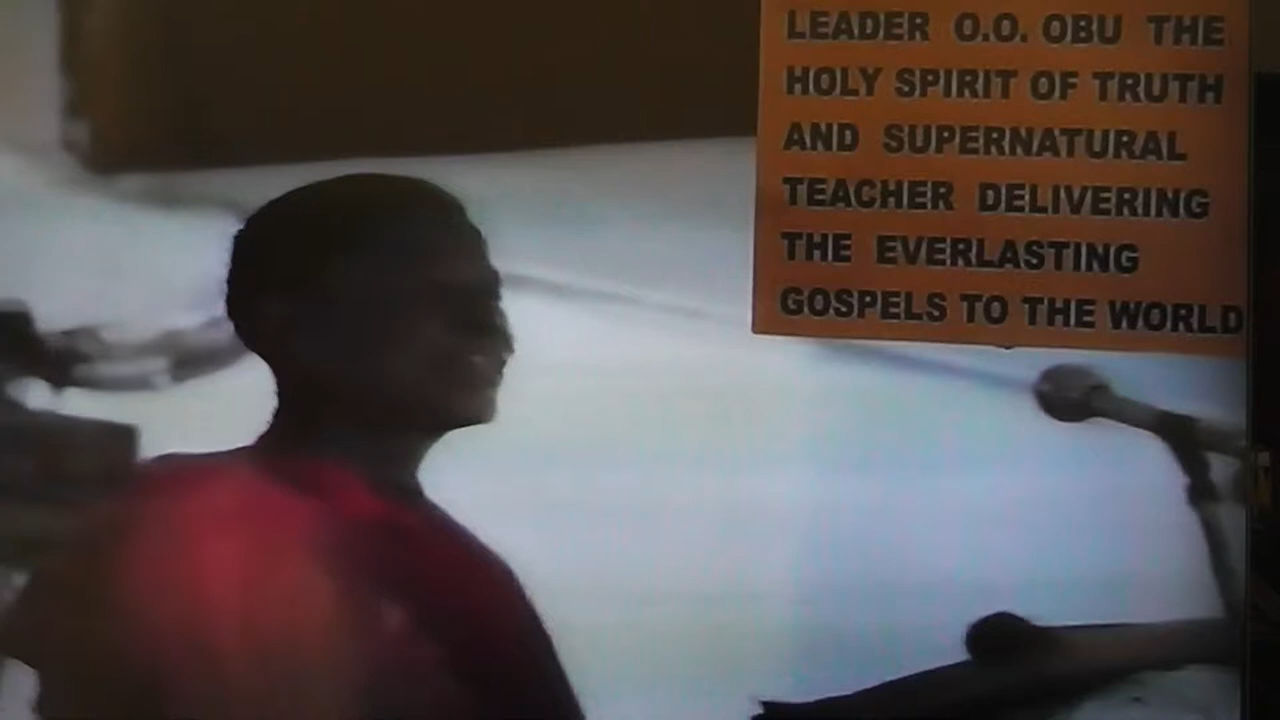 LEADER O.O. OBU THE
HOLY SPIRIT OF TRUTH
AND SUPERNATURAL
TEACHER DELIVERING
THE EVERLASTING
GOSPELS TO THE WORLD